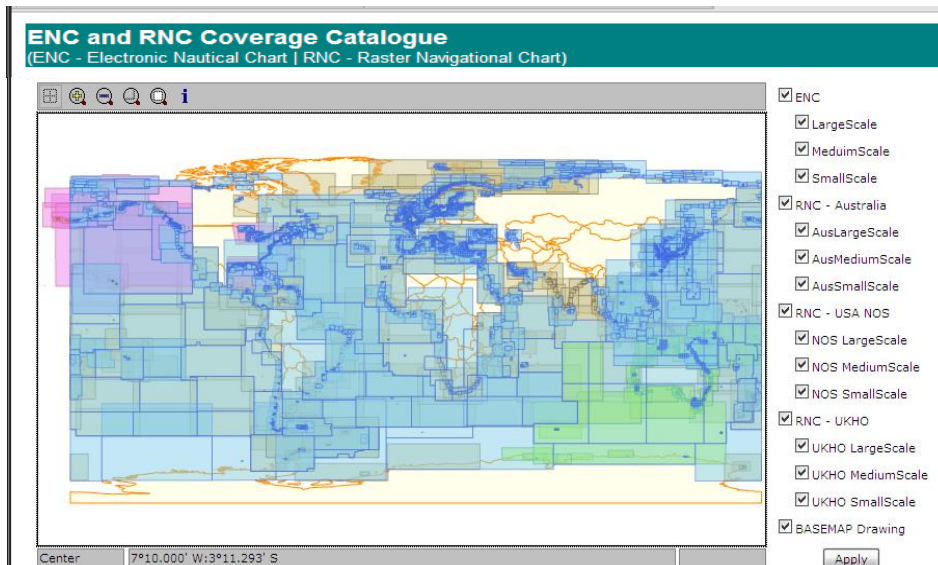 ENC and RNC Coverage Catalogue
(ENC - Electronic Nautical Chart | RNC - Raster Navigational Chart)
i
ENC
LargeScale
MeduimScale
SmallScale
RNC - Australia
AusLargeScale
AusMediumScale
AusSmallScale
RNC - USA NOS
NOS LargeScale
NOS MediumScale
NOS SmallScale
RNC - UKHO
UKHO LargeScale
UKHO MediumScale
UKHO SmallScale
BASEMAP Drawing
Center 7°10.000' W:3°11.293' S
Apply